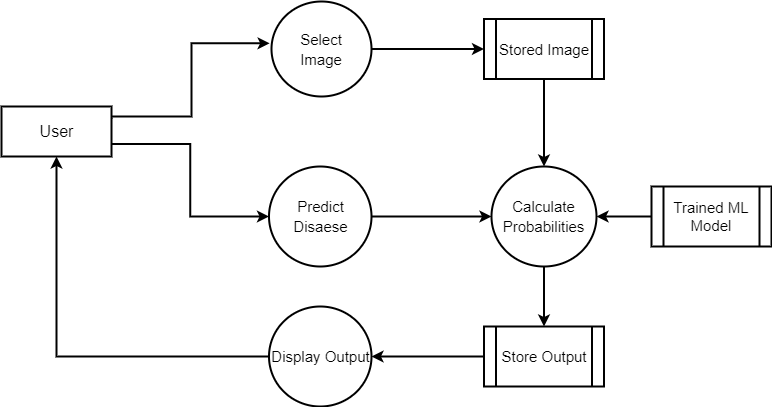 Select
Image
Stored Image
User
Predict
Disaese
Calculate
Probabilities
Trained ML
Model
Display Output
Store Output